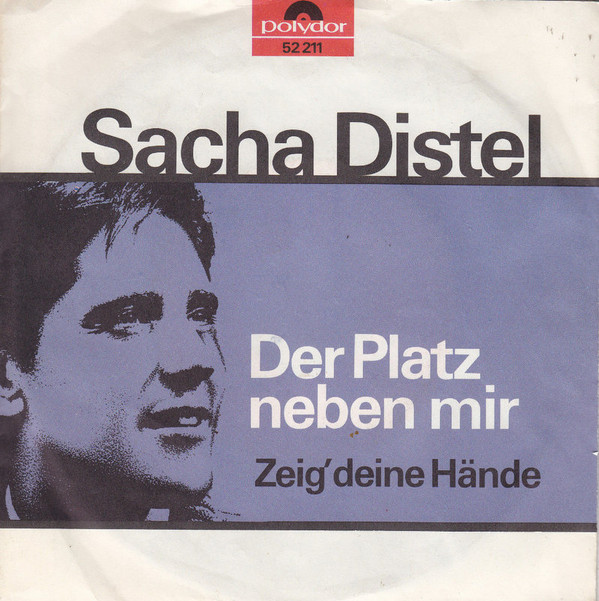 polydor
52 211
Sacha Distel
Der Platz
neben mir
Zeig' deine Hände